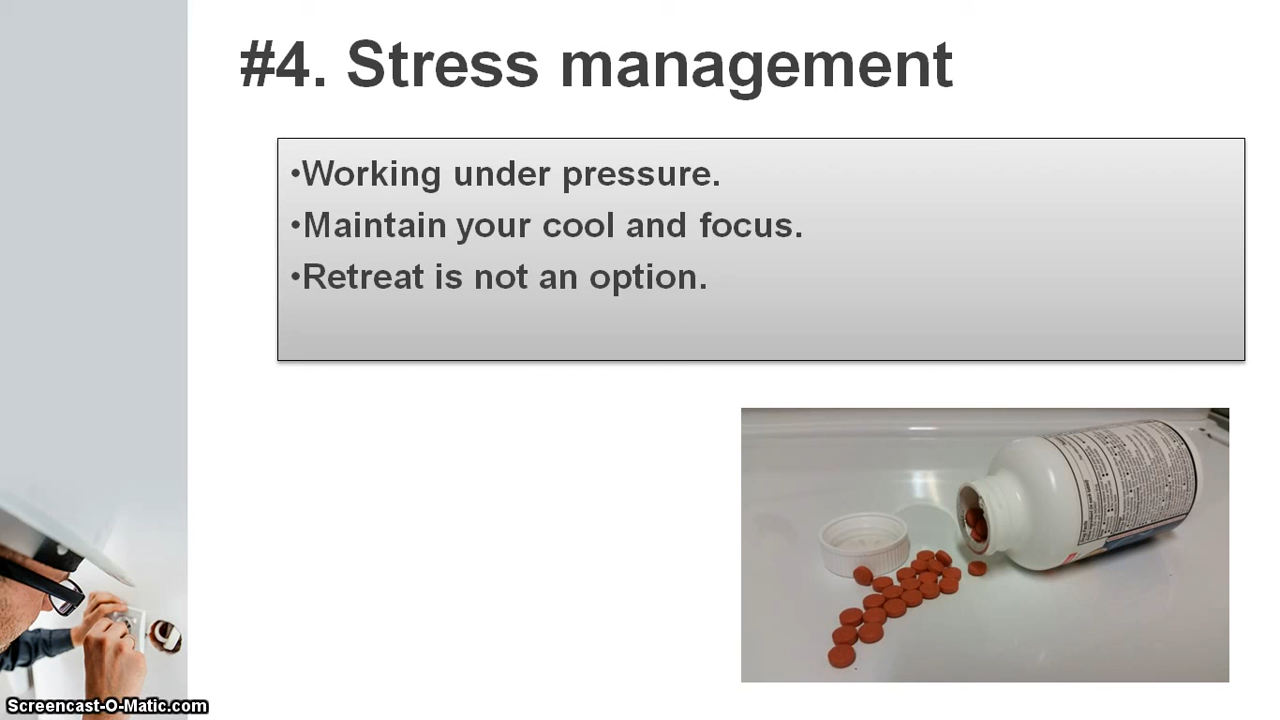 #4. Stress management
•Working under pressure.
•Maintain your cool and focus.
•Retreat is not an option.
Screencast-O-Matic.com